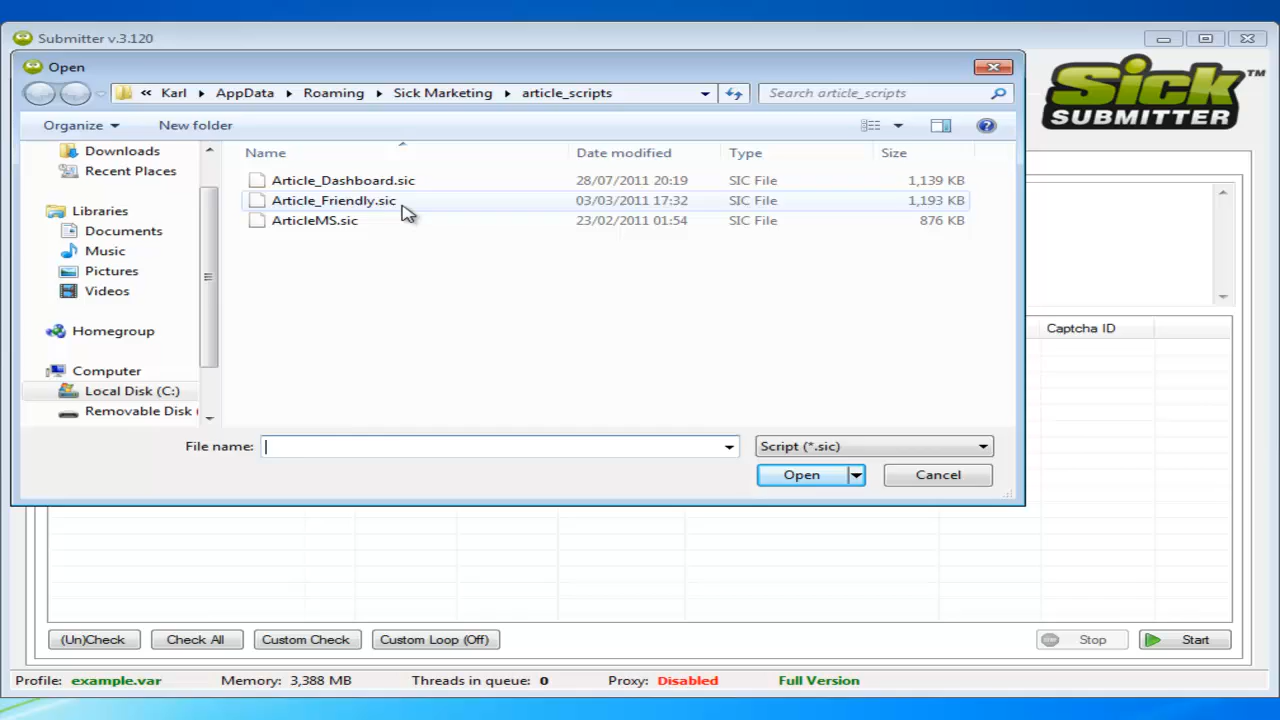 Submitter v.3.120
Open
« Karl AppData Roaming Sick Marketing article_scripts Search article_scripts
Sick™
SUBMITTER
Organize New folder
Name Date modified Type Size
Downloads
Recent Places
Libraries
Documents
Music
Pictures
Videos
Homegroup
Computer
Local Disk (C:)
Removable Disk (
Article_Dashboard.sic 28/07/2011 20:19 SIC File 1,139 KB
Article_Friendly.sic 03/03/2011 17:32 SIC File 1,193 KB
ArticleMS.sic 23/02/2011 01:54 SIC File 876 KB
Captcha ID
File name: Script (*.sic)
Open Cancel
(Un)Check Check All Custom Check Custom Loop (Off) Stop Start
Profile: example.var Memory: 3,388 MB Threads in queue: 0 Proxy: Disabled Full Version